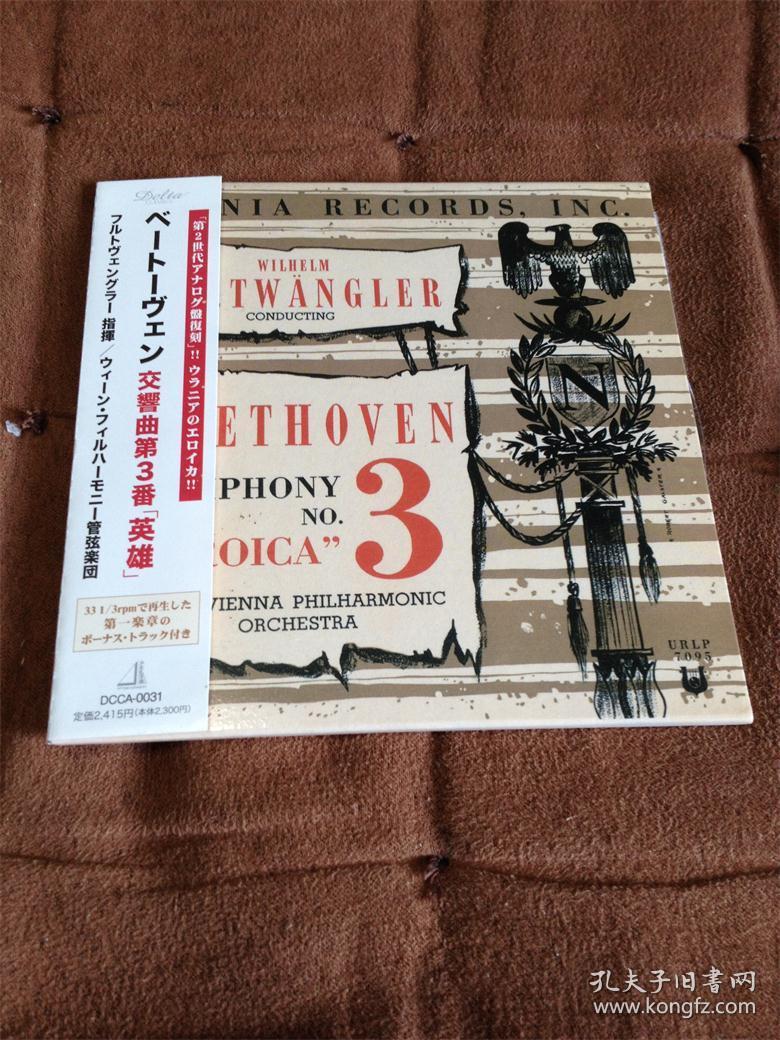 Delta
CLASSICS
「第2世代アナログ盤復刻」!! ウラニアのエロイカ!!
ベートーヴェン 交響曲第3番「英雄」
フルトヴェングラー 指揮／ウィーン・フィルハーモニー管弦楽団
33 1/3rpmで再生した
第一楽章の
ボーナス・トラック付き
DCCA-0031
定価2,415円(本体2,300円)
NIA RECORDS, INC.
WILHELM
TWÄNGLER
CONDUCTING
ETHOVEN
PHONY
NO. 3
OICA”
VIENNA PHILHARMONIC
ORCHESTRA
N
URLP
7095
孔夫子旧书网
www.kongfz.com